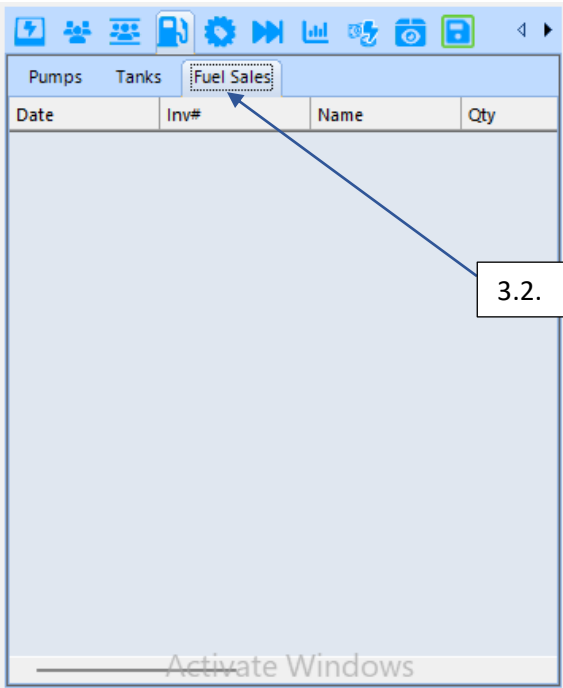 Pumps Tanks Fuel Sales
Date Inv# Name Qty
3.2.
Activate Windows